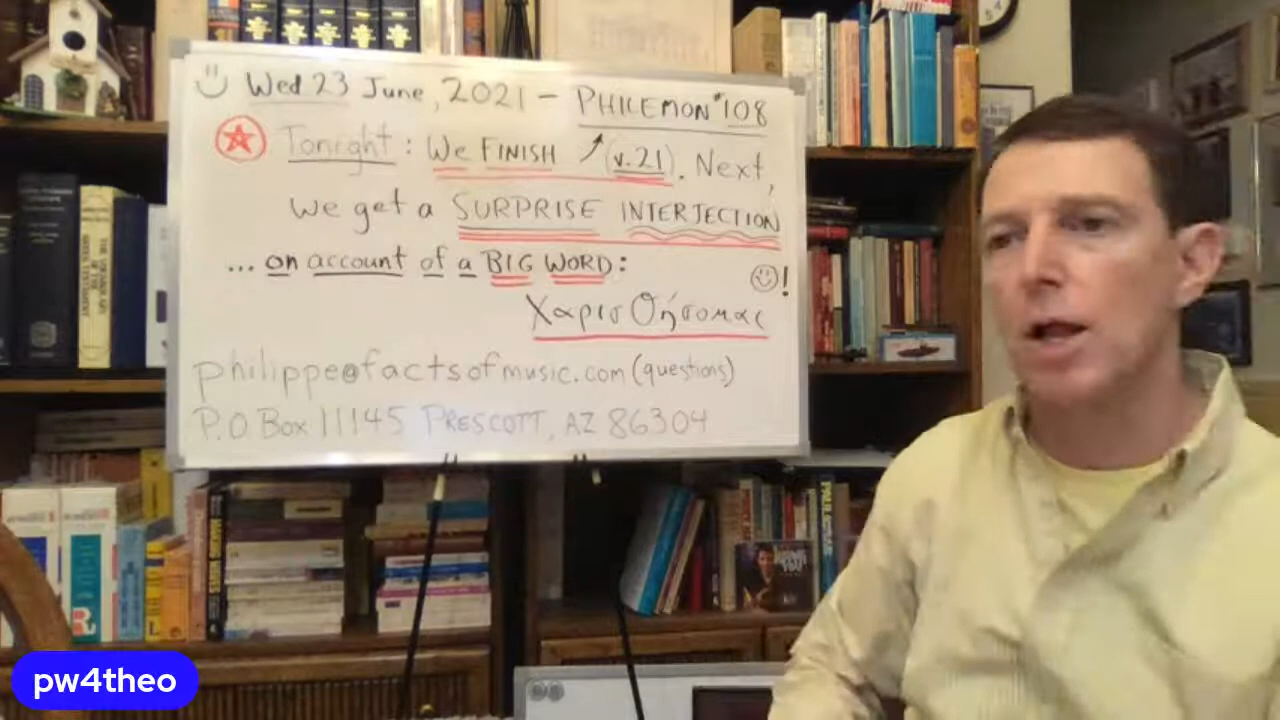 Wed 23 June, 2021 - PHILEMON #108
Tonight: We FINISH (v.21). Next,
we get a SURPRISE INTERJECTION
... on account of a BIG WORD:
Χαρισθήσομαι
philippe@factsofmusic.com (questions)
P.O Box 11145 PRESCOTT, AZ 86304
pw4theo